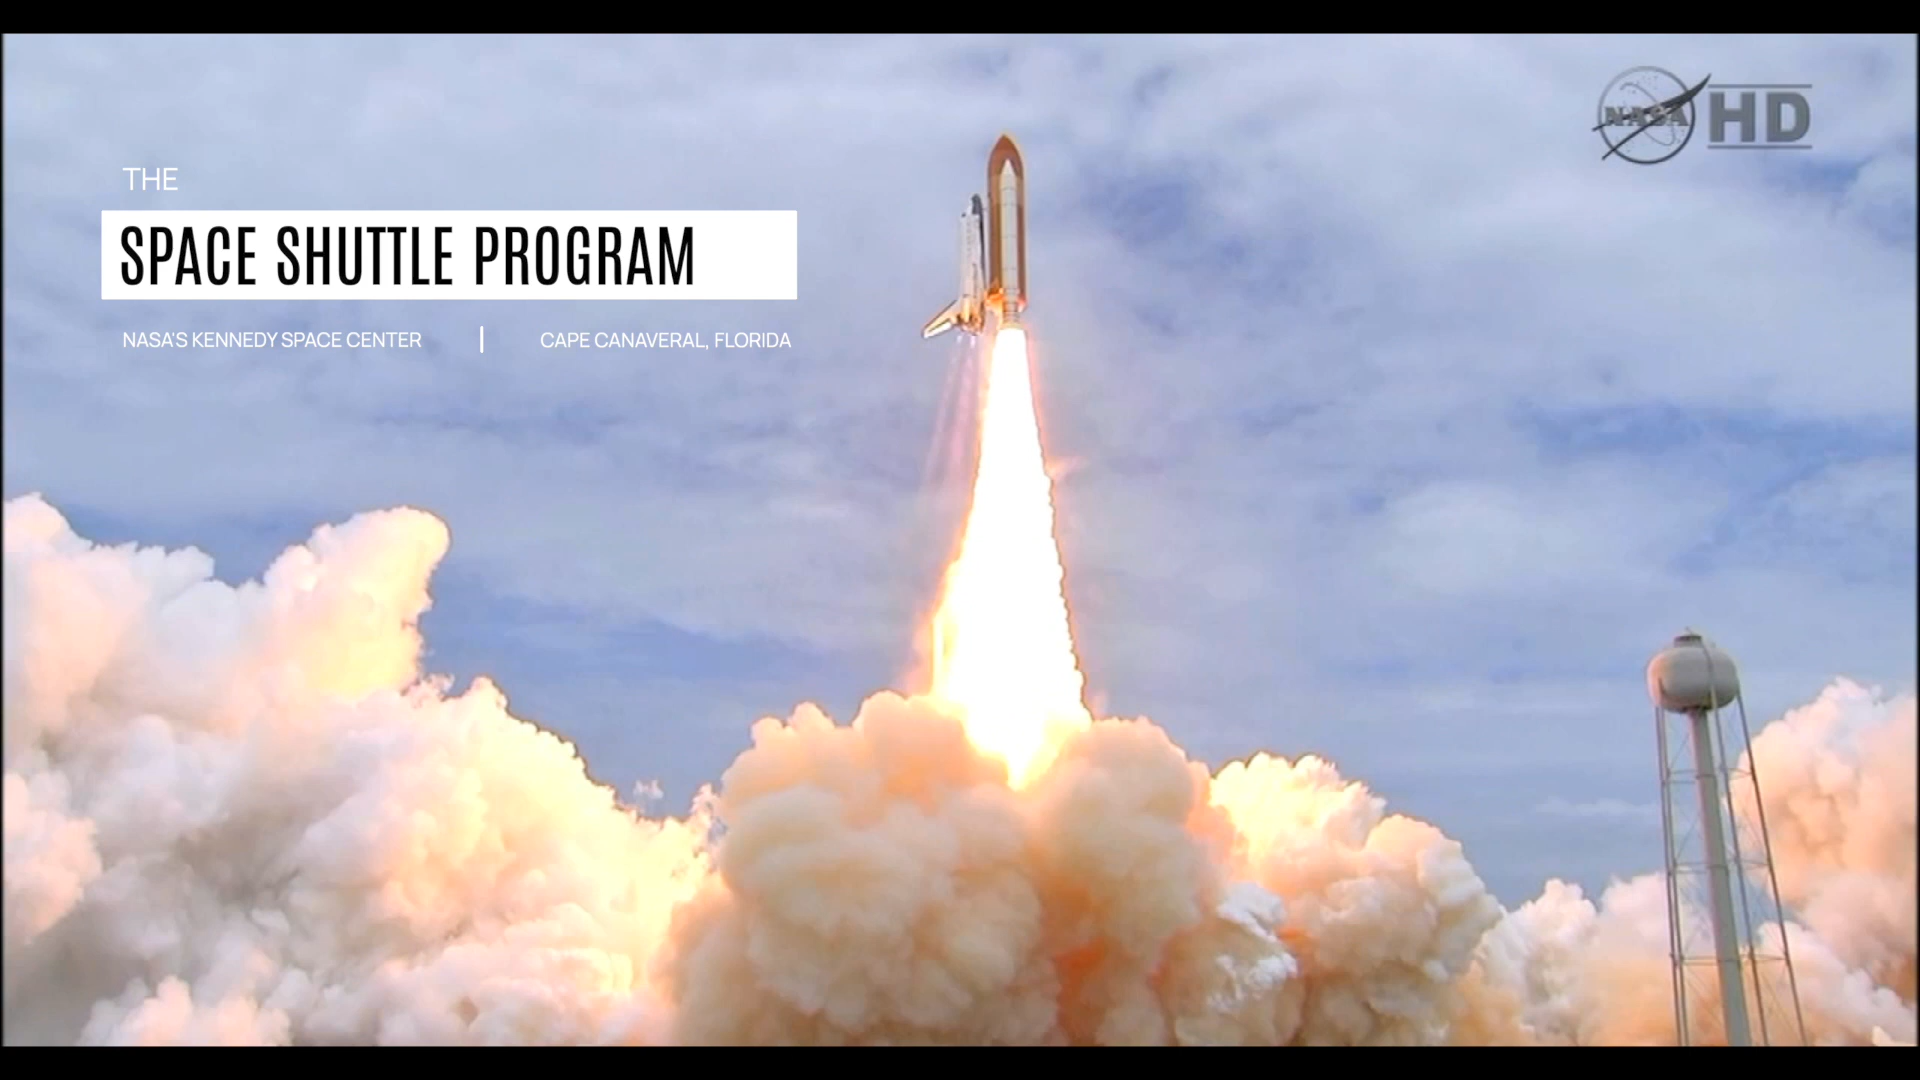 THE
SPACE SHUTTLE PROGRAM
NASA'S KENNEDY SPACE CENTER | CAPE CANAVERAL, FLORIDA
NASA HD